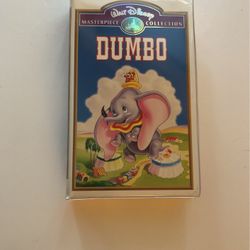 Walt Disney
MASTERPIECE COLLECTION
DUMBO